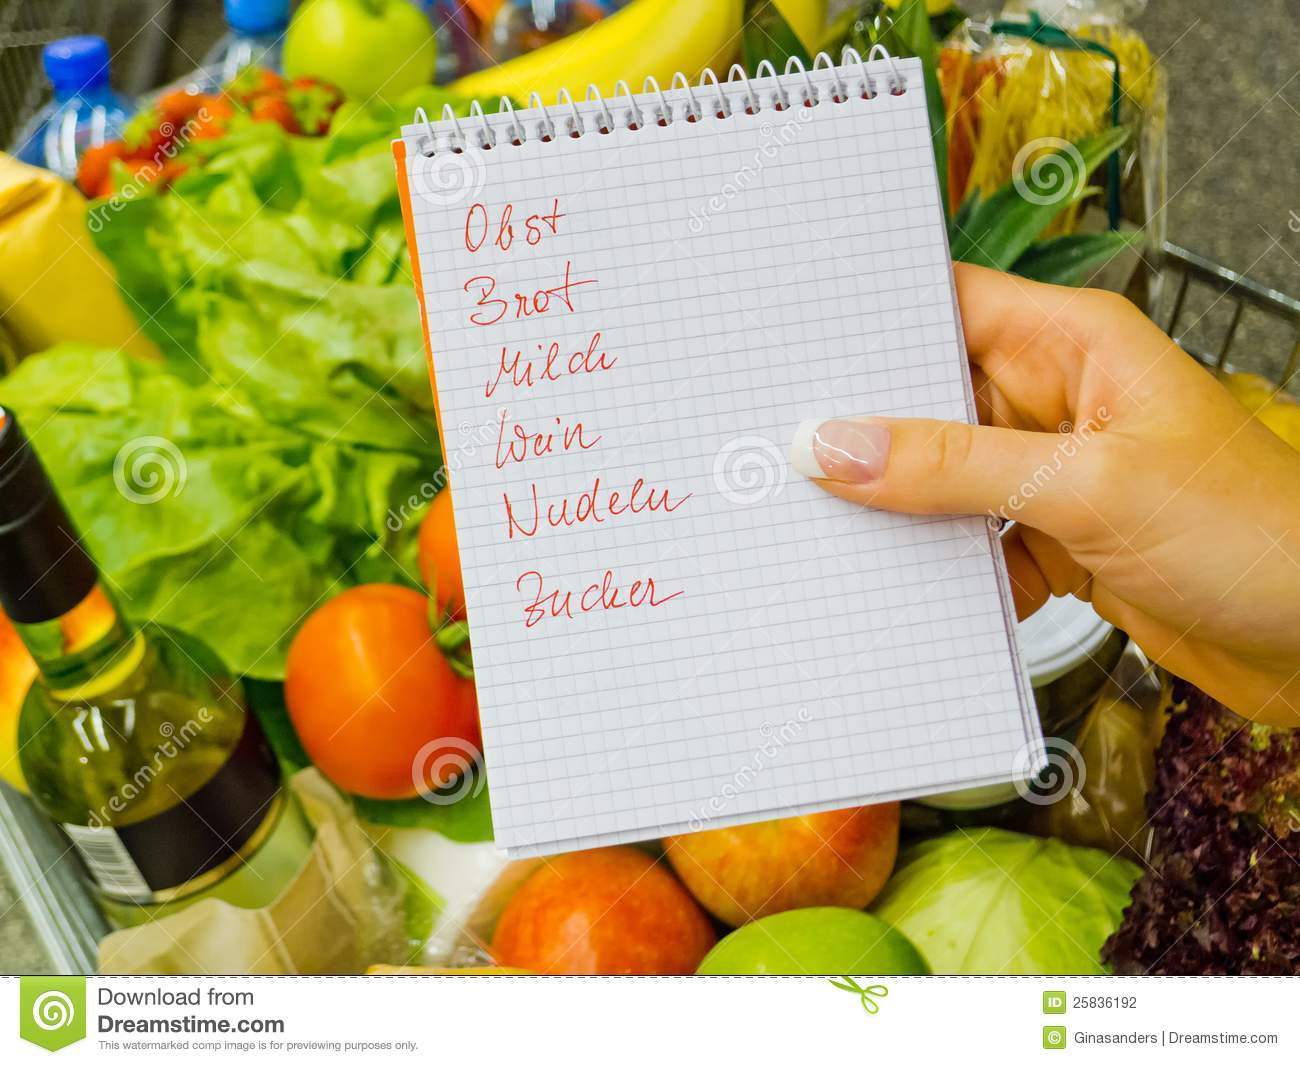 Obst
Brot
Milch
Wein
Nudeln
Zucker
Download from
Dreamstime.com
This watermarked comp image is for previewing purposes only.
ID 25836192
© Ginasanders | Dreamstime.com